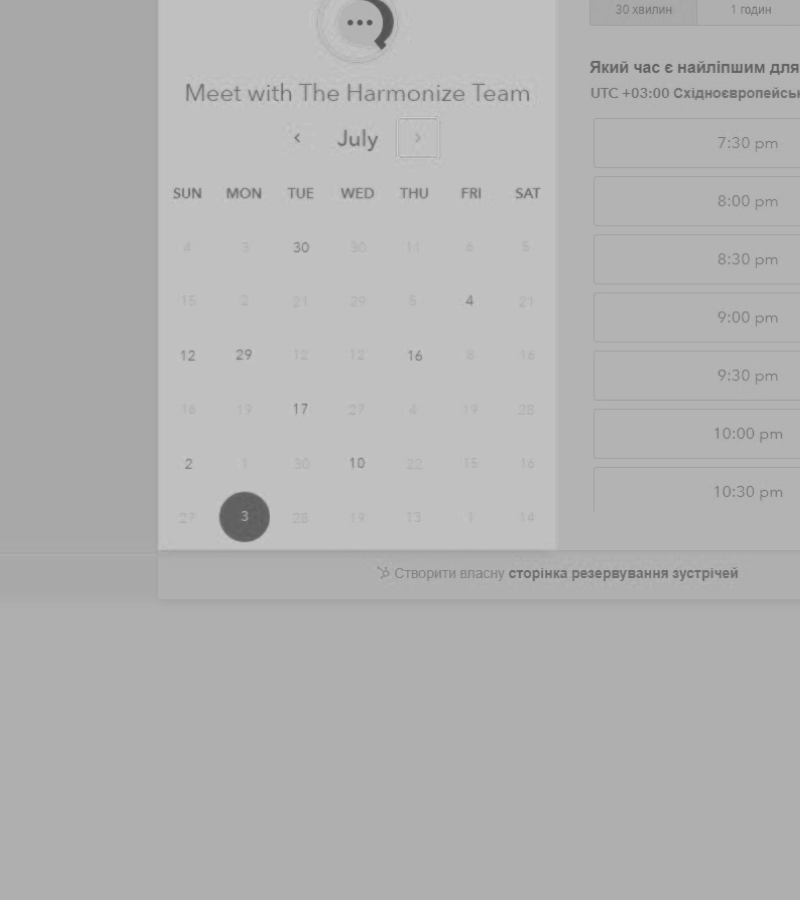 30 хвилин
1 годин
Який час є найліпшим для
UTC +03:00 Східноєвропейськ
Meet with The Harmonize Team
July
SUN MON TUE WED THU FRI SAT
4 3 30 30 11 6 5
15 2 21 29 5 4 21
12 29 12 12 16 8 16
16 19 17 27 4 19 28
2 1 30 10 22 15 16
27 3 28 19 13 1 14
7:30 pm
8:00 pm
8:30 pm
9:00 pm
9:30 pm
10:00 pm
10:30 pm
Створити власну сторінка резервування зустрічей